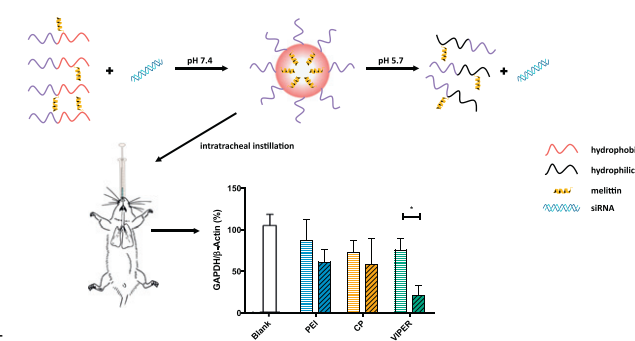 +
pH 7.4
pH 5.7
+
intratracheal instillation
hydrophobi
hydrophilic
melittin
siRNA
GAPDH/β-Actin (%)
150
100
50
0
*
Blank
PEI
CP
VIPER